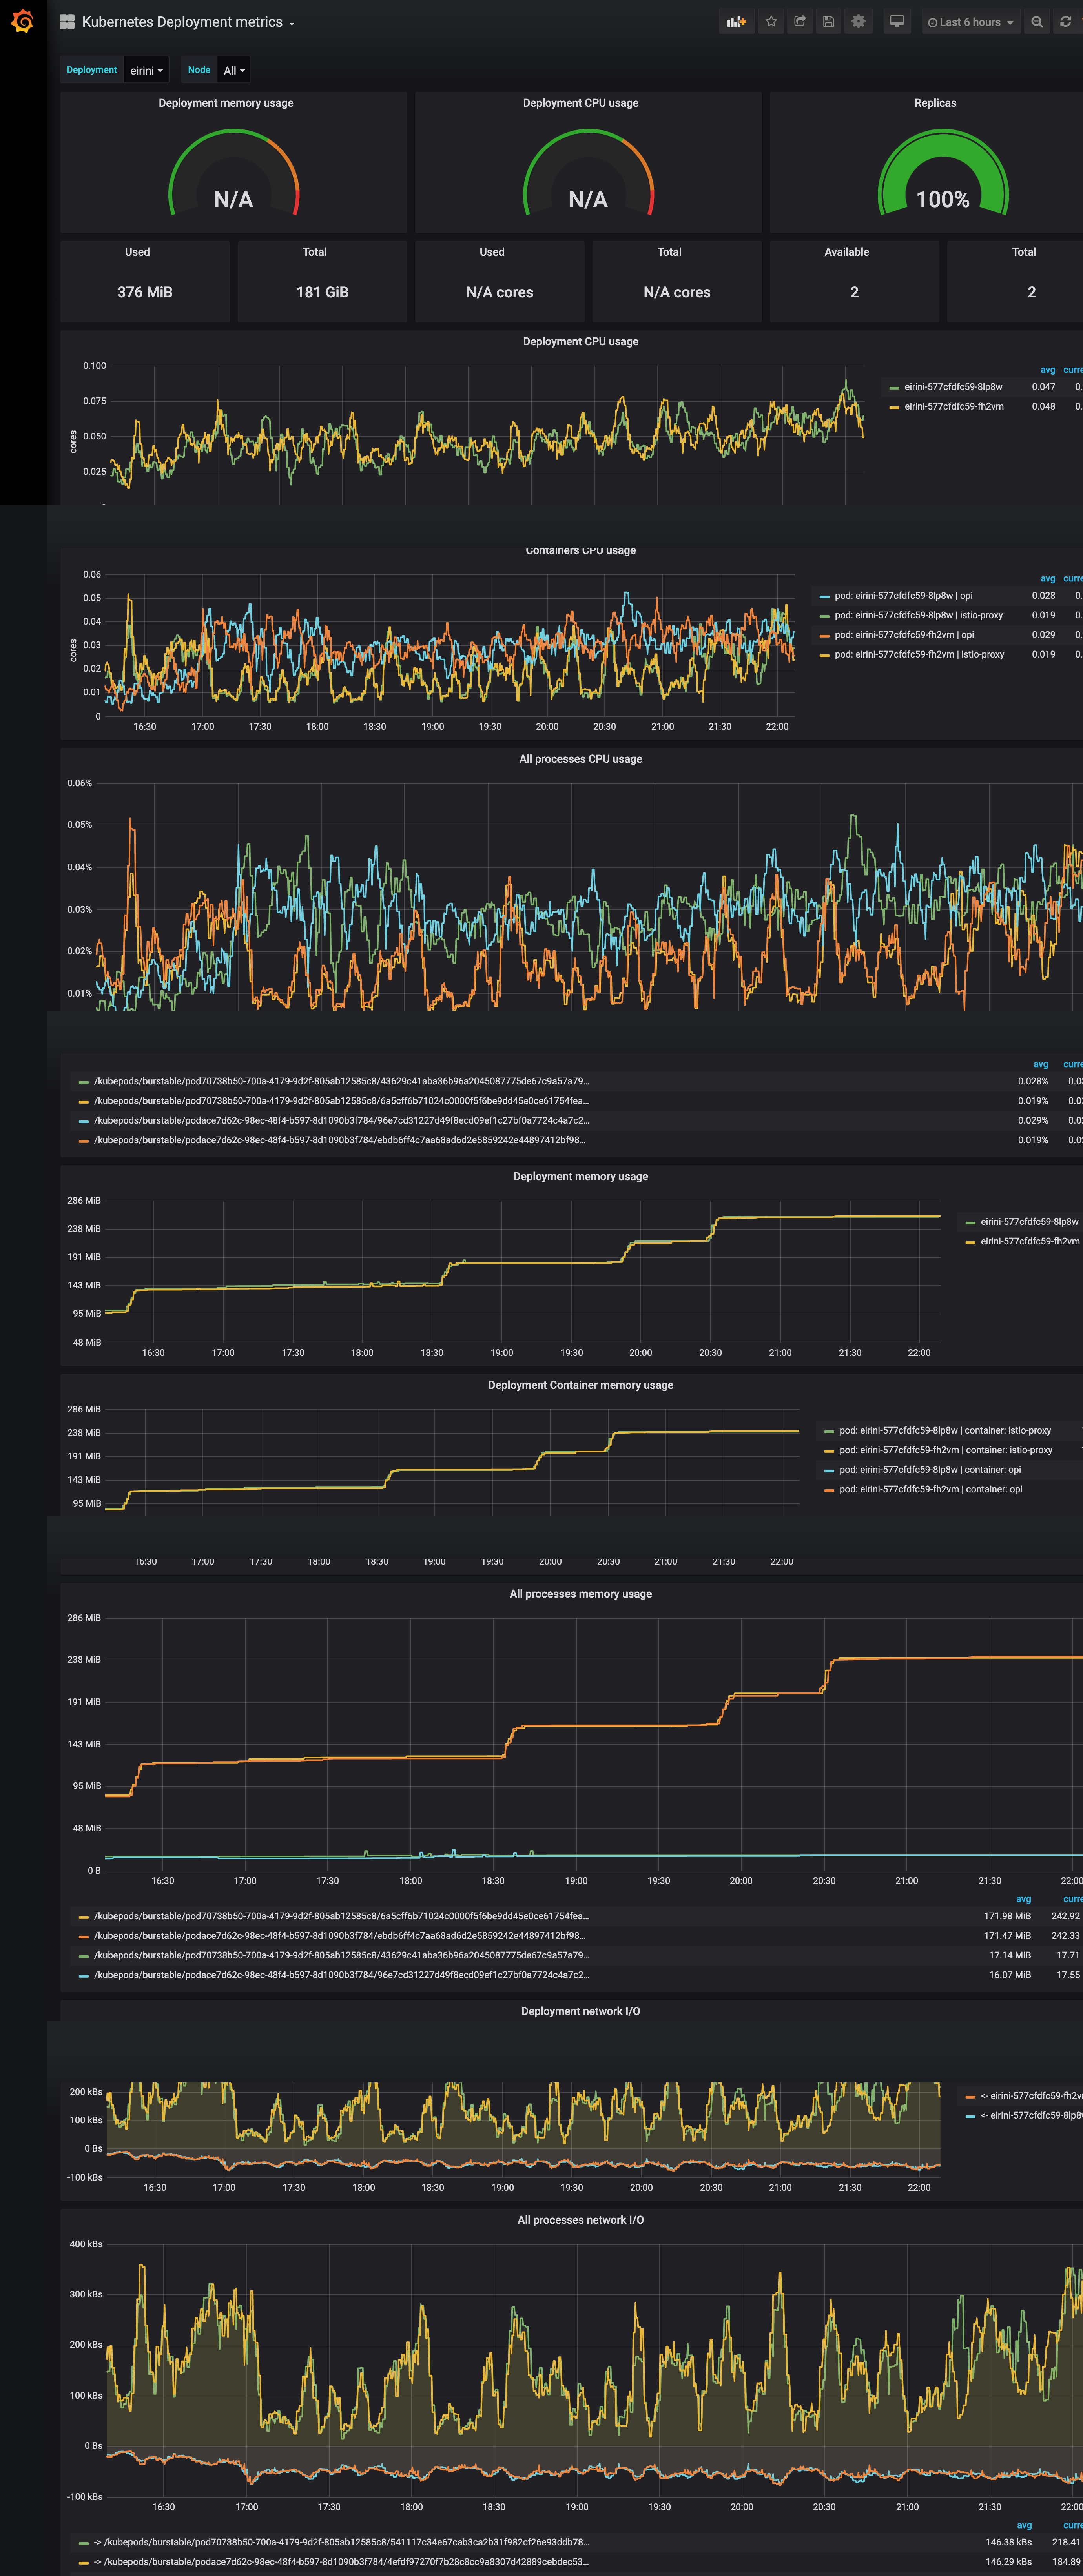 Kubernetes Deployment metrics
Last 6 hours
Deployment eirini Node All
Deployment memory usage
N/A
Deployment CPU usage
N/A
Replicas
100%
Used
376 MiB
Total
181 GiB
Used
N/A cores
Total
N/A cores
Available
2
Total
2
Deployment CPU usage
0.100
0.075
0.050
0.025
cores
avg curre
eirini-577cfdfc59-8lp8w 0.047 0.
eirini-577cfdfc59-fh2vm 0.048 0.
Containers CPU usage
0.06
0.05
0.04
0.03
0.02
0.01
0
cores
16:30 17:00 17:30 18:00 18:30 19:00 19:30 20:00 20:30 21:00 21:30 22:00
avg curre
pod: eirini-577cfdfc59-8lp8w | opi 0.028 0.
pod: eirini-577cfdfc59-8lp8w | istio-proxy 0.019 0.
pod: eirini-577cfdfc59-fh2vm | opi 0.029 0.
pod: eirini-577cfdfc59-fh2vm | istio-proxy 0.019 0.
All processes CPU usage
0.06%
0.05%
0.04%
0.03%
0.02%
0.01%
avg curre
/kubepods/burstable/pod70738b50-700a-4179-9d2f-805ab12585c8/43629c41aba36b96a2045087775de67c9a57a79... 0.028% 0.0
/kubepods/burstable/pod70738b50-700a-4179-9d2f-805ab12585c8/6a5cff6b71024c0000f5f6be9dd45e0ce61754fea... 0.019% 0.0
/kubepods/burstable/podace7d62c-98ec-48f4-b597-8d1090b3f784/96e7cd31227d49f8ecd09ef1c27bf0a7724c4a7c2... 0.029% 0.0
/kubepods/burstable/podace7d62c-98ec-48f4-b597-8d1090b3f784/ebdb6ff4c7aa68ad6d2e5859242e44897412bf98... 0.019% 0.0
Deployment memory usage
286 MiB
238 MiB
191 MiB
143 MiB
95 MiB
48 MiB
16:30 17:00 17:30 18:00 18:30 19:00 19:30 20:00 20:30 21:00 21:30 22:00
eirini-577cfdfc59-8lp8w
eirini-577cfdfc59-fh2vm
Deployment Container memory usage
286 MiB
238 MiB
191 MiB
143 MiB
95 MiB
pod: eirini-577cfdfc59-8lp8w | container: istio-proxy
pod: eirini-577cfdfc59-fh2vm | container: istio-proxy
pod: eirini-577cfdfc59-8lp8w | container: opi
pod: eirini-577cfdfc59-fh2vm | container: opi
16:30 17:00 17:30 18:00 18:30 19:00 19:30 20:00 20:30 21:00 21:30 22:00
All processes memory usage
286 MiB
238 MiB
191 MiB
143 MiB
95 MiB
48 MiB
0 B
16:30 17:00 17:30 18:00 18:30 19:00 19:30 20:00 20:30 21:00 21:30 22:00
avg curre
/kubepods/burstable/pod70738b50-700a-4179-9d2f-805ab12585c8/6a5cff6b71024c0000f5f6be9dd45e0ce61754fea... 171.98 MiB 242.92
/kubepods/burstable/podace7d62c-98ec-48f4-b597-8d1090b3f784/ebdb6ff4c7aa68ad6d2e5859242e44897412bf98... 171.47 MiB 242.33
/kubepods/burstable/pod70738b50-700a-4179-9d2f-805ab12585c8/43629c41aba36b96a2045087775de67c9a57a79... 17.14 MiB 17.71
/kubepods/burstable/podace7d62c-98ec-48f4-b597-8d1090b3f784/96e7cd31227d49f8ecd09ef1c27bf0a7724c4a7c2... 16.07 MiB 17.55
Deployment network I/O
200 kBs
100 kBs
0 Bs
-100 kBs
16:30 17:00 17:30 18:00 18:30 19:00 19:30 20:00 20:30 21:00 21:30 22:00
<- eirini-577cfdfc59-fh2v
<- eirini-577cfdfc59-8lp8
All processes network I/O
400 kBs
300 kBs
200 kBs
100 kBs
0 Bs
-100 kBs
16:30 17:00 17:30 18:00 18:30 19:00 19:30 20:00 20:30 21:00 21:30 22:00
avg curre
-> /kubepods/burstable/pod70738b50-700a-4179-9d2f-805ab12585c8/541117c34e67cab3ca2b31f982cf26e93ddb78... 146.38 kBs 218.41
-> /kubepods/burstable/podace7d62c-98ec-48f4-b597-8d1090b3f784/4efdf97270f7b28c8cc9a8307d42889cebdec53... 146.29 kBs 184.89